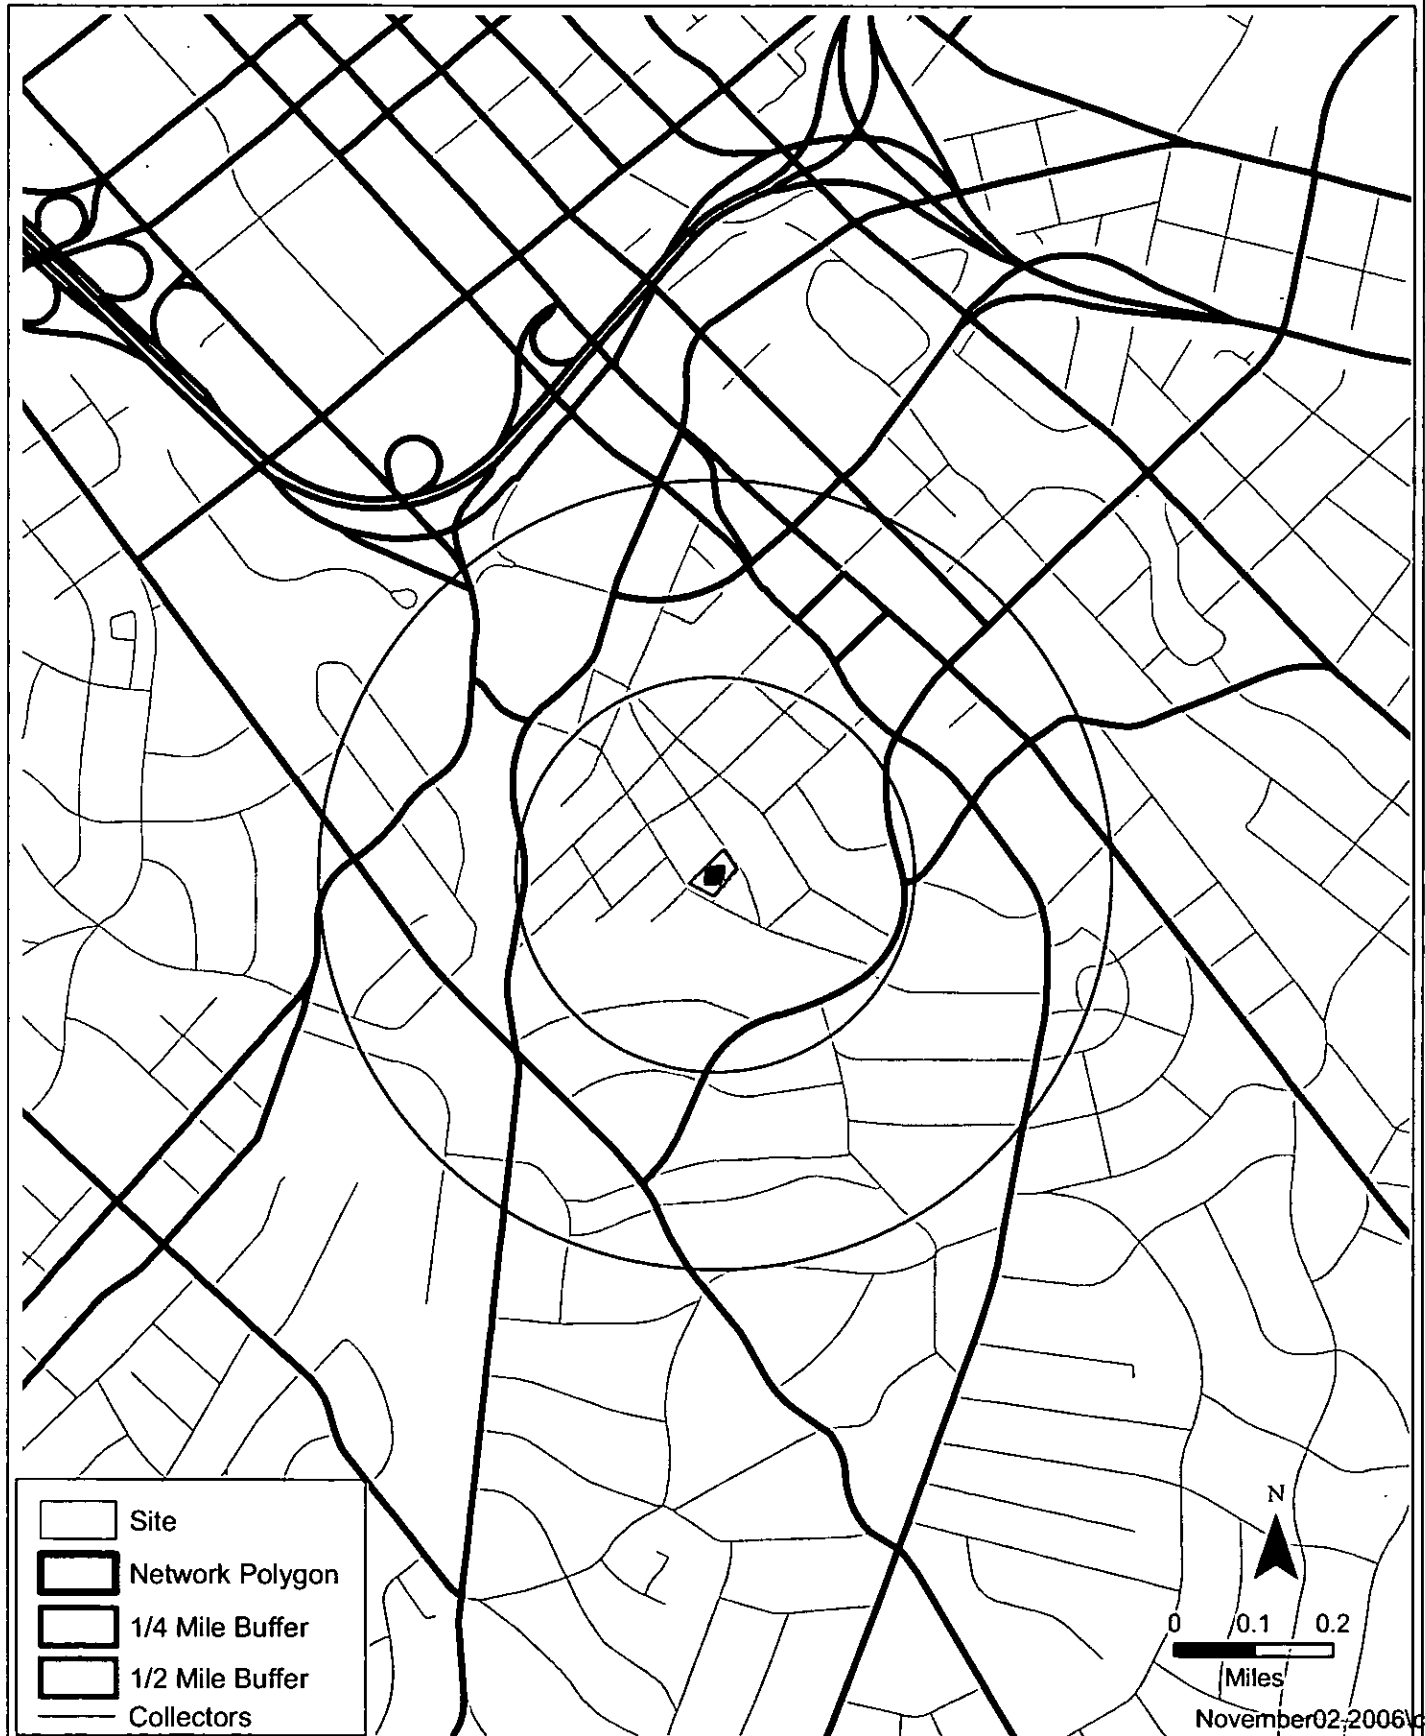 Site
Network Polygon
1/4 Mile Buffer
1/2 Mile Buffer
Collectors
N
0 0.1 0.2
Miles
November02,2006